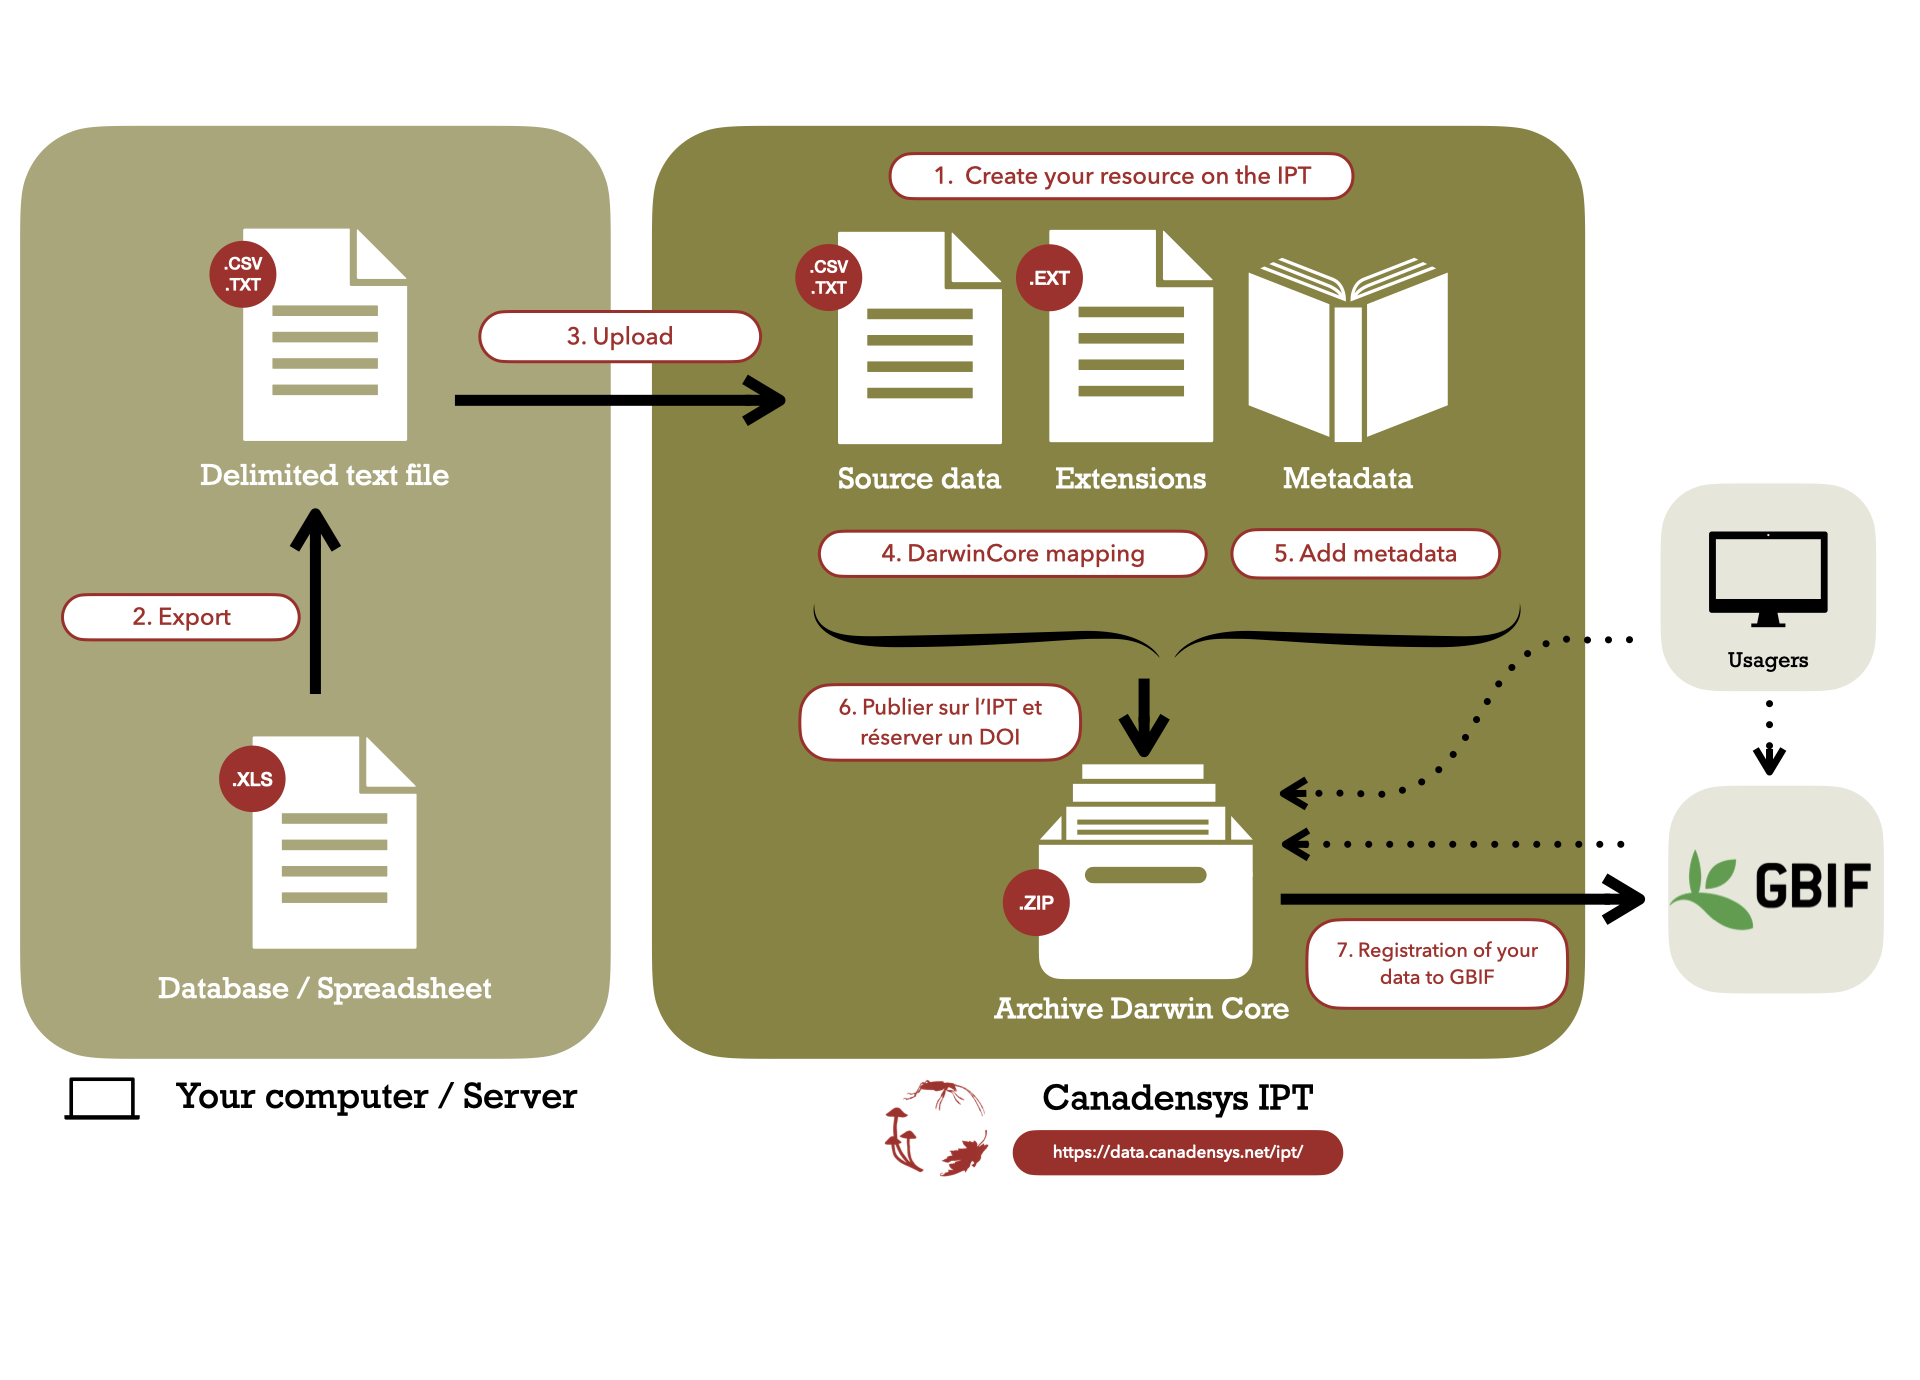 1. Create your resource on the IPT
.CSV
.TXT
Delimited text file
2. Export
.XLS
Database / Spreadsheet
3. Upload
.CSV
.TXT
Source data
.EXT
Extensions
Metadata
4. DarwinCore mapping
5. Add metadata
6. Publier sur l’IPT et
réserver un DOI
.ZIP
Archive Darwin Core
7. Registration of your
data to GBIF
Usagers
GBIF
Your computer / Server
Canadensys IPT
https://data.canadensys.net/ipt/